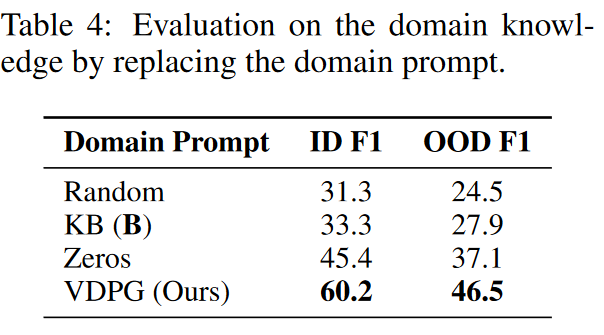 Table 4: Evaluation on the domain knowl-
edge by replacing the domain prompt.
Domain Prompt ID F1 OOD F1
Random 31.3 24.5
KB (B) 33.3 27.9
Zeros 45.4 37.1
VDPG (Ours) 60.2 46.5